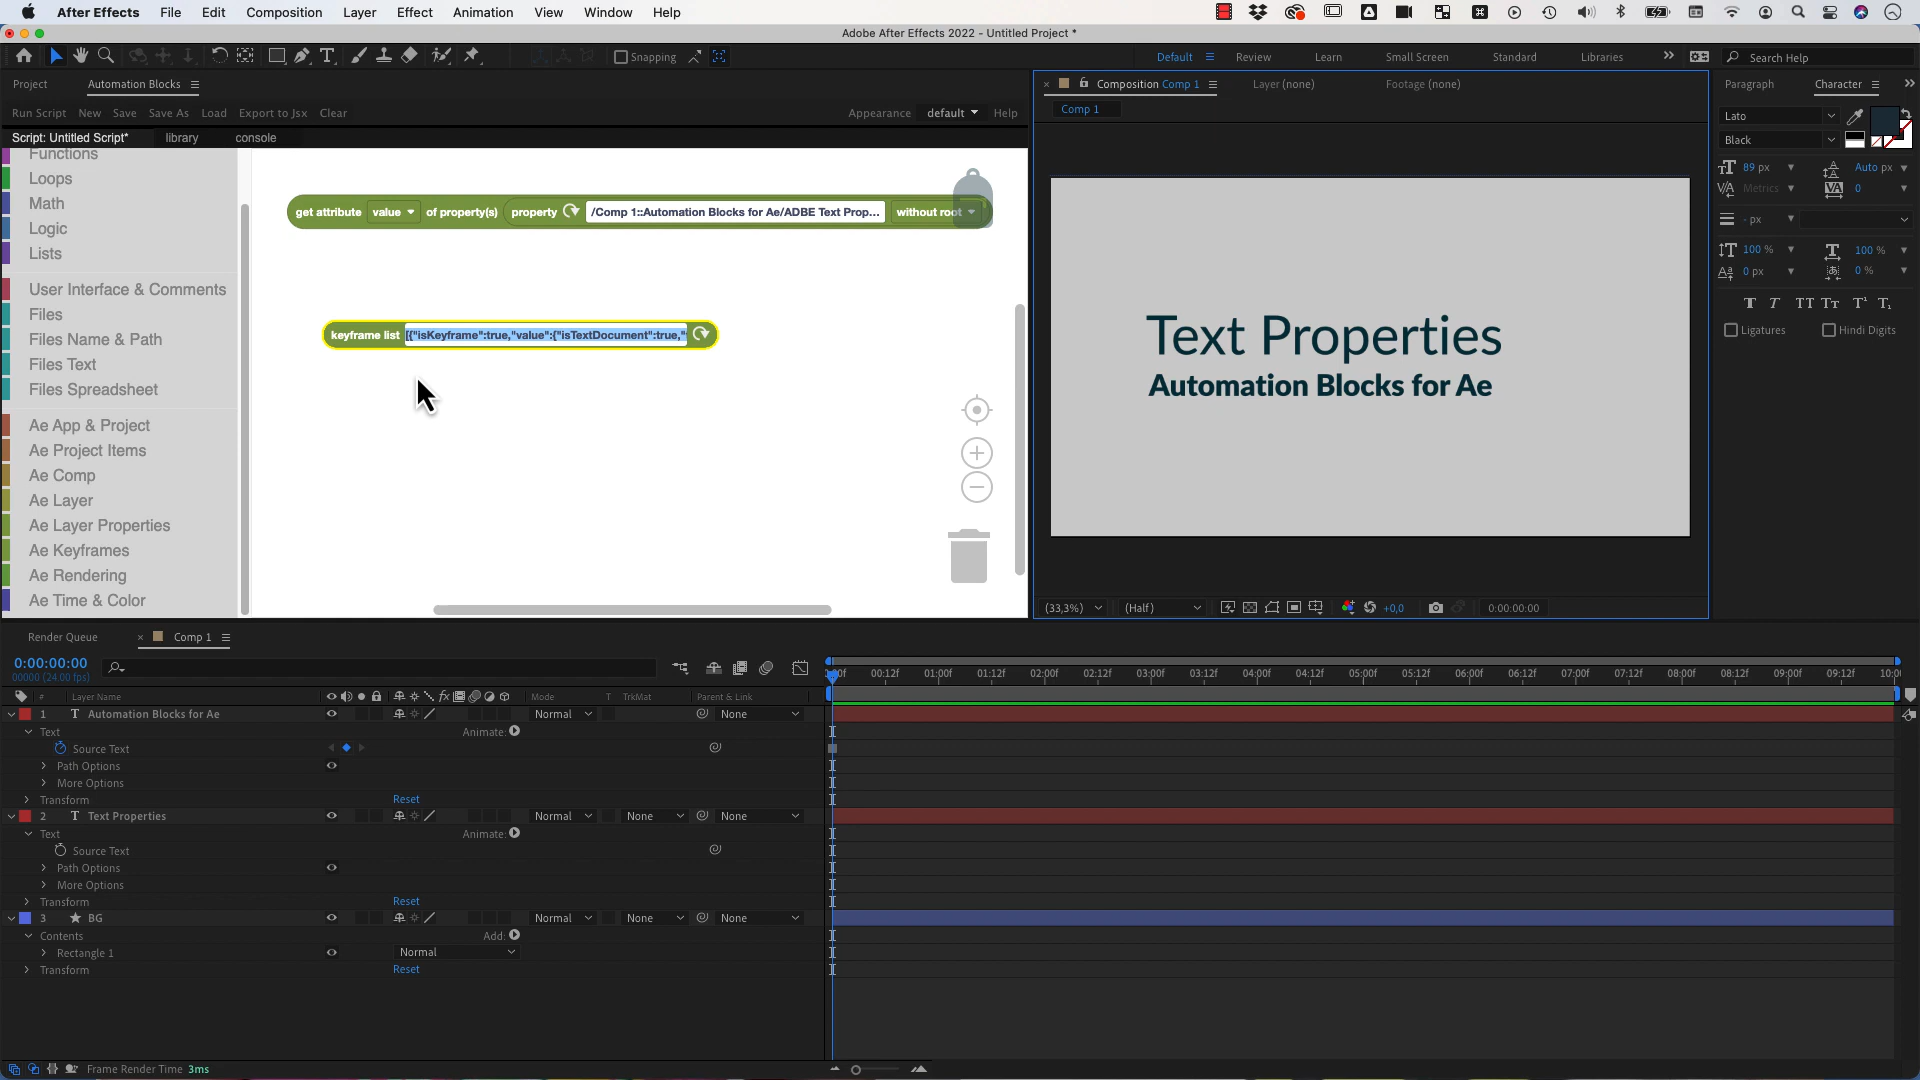 After Effects File Edit Composition Layer Effect Animation View Window Help
Adobe After Effects 2022 - Untitled Project *
Snapping Default Review Learn Small Screen Standard Libraries Search Help
Project Automation Blocks
Run Script New Save Save As Load Export to Jsx Clear Appearance default Help
Script: Untitled Script* library console
Functions
Loops
Math
Logic
Lists
User Interface & Comments
Files
Files Name & Path
Files Text
Files Spreadsheet
Ae App & Project
Ae Project Items
Ae Comp
Ae Layer
Ae Layer Properties
Ae Keyframes
Ae Rendering
Ae Time & Color
get attribute value of property(s) property /Comp 1::Automation Blocks for Ae/ADBE Text Prop... without root
keyframe list [{"isKeyframe":true,"value":{"isTextDocument":true,"
Composition Comp 1 Layer (none) Footage (none)
Comp 1
Text Properties
Automation Blocks for Ae
(33,3%) (Half) +0,0 0:00:00:00
Paragraph Character
Lato
Black
89 px Auto px
Metrics 0
- px
100 % 100 %
0 px 0 %
Ligatures Hindi Digits
Render Queue Comp 1
0:00:00:00
00000 (24.00 fps)
00:12f 01:00f 01:12f 02:00f 02:12f 03:00f 03:12f 04:00f 04:12f 05:00f 05:12f 06:00f 06:12f 07:00f 07:12f 08:00f 08:12f 09:00f 09:12f 10:00
# Layer Name Mode T TrkMat Parent & Link
1 T Automation Blocks for Ae Normal None
Text Animate:
Source Text
Path Options
More Options
Transform Reset
2 T Text Properties Normal None None
Text Animate:
Source Text
Path Options
More Options
Transform Reset
3 BG Normal None None
Contents Add:
Rectangle 1 Normal
Transform Reset
Frame Render Time 3ms